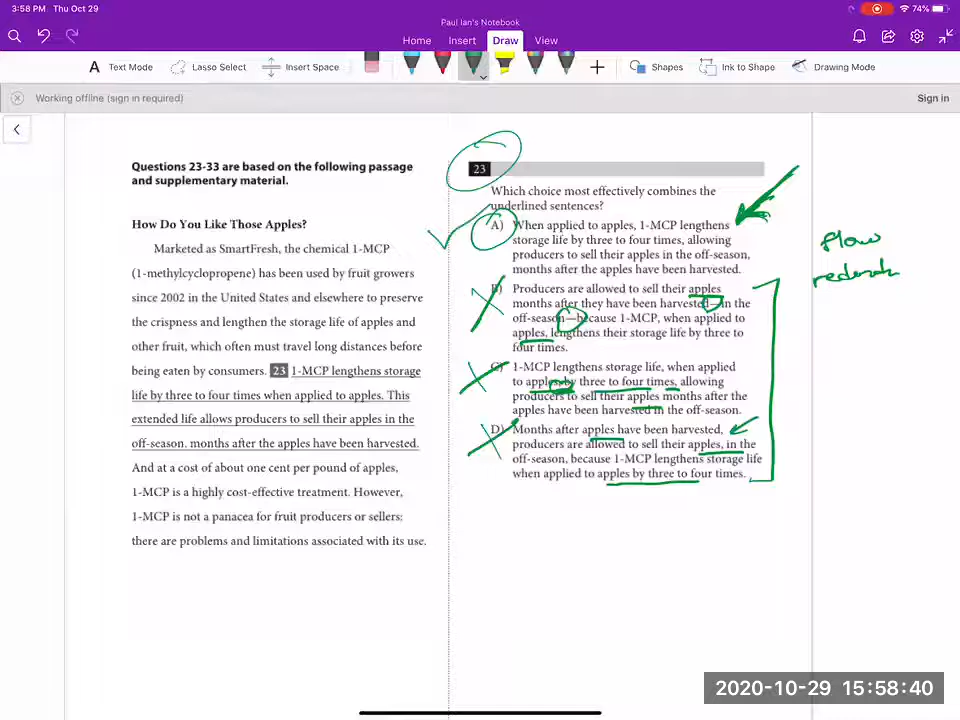 3:58 PM Thu Oct 29
74%
Paul Ian's Notebook
Home Insert Draw View
Text Mode Lasso Select Insert Space Shapes Ink to Shape Drawing Mode
Working offline (sign in required)
Sign in
Questions 23-33 are based on the following passage
and supplementary material.
How Do You Like Those Apples?
Marketed as SmartFresh, the chemical 1-MCP
(1-methylcyclopropene) has been used by fruit growers
since 2002 in the United States and elsewhere to preserve
the crispness and lengthen the storage life of apples and
other fruit, which often must travel long distances before
being eaten by consumers. 23 1-MCP lengthens storage
life by three to four times when applied to apples. This
extended life allows producers to sell their apples in the
off-season, months after the apples have been harvested.
And at a cost of about one cent per pound of apples,
1-MCP is a highly cost-effective treatment. However,
1-MCP is not a panacea for fruit producers or sellers:
there are problems and limitations associated with its use.
23
Which choice most effectively combines the
underlined sentences?
A) When applied to apples, 1-MCP lengthens
storage life by three to four times, allowing
producers to sell their apples in the off-season,
months after the apples have been harvested.
B) Producers are allowed to sell their apples
months after they have been harvested—in the
off-season—because 1-MCP, when applied to
apples, lengthens their storage life by three to
four times.
C) 1-MCP lengthens storage life, when applied
to apples, by three to four times, allowing
producers to sell their apples months after the
apples have been harvested in the off-season.
D) Months after apples have been harvested,
producers are allowed to sell their apples, in the
off-season, because 1-MCP lengthens storage life
when applied to apples by three to four times.
flow
2020-10-29 15:58:40